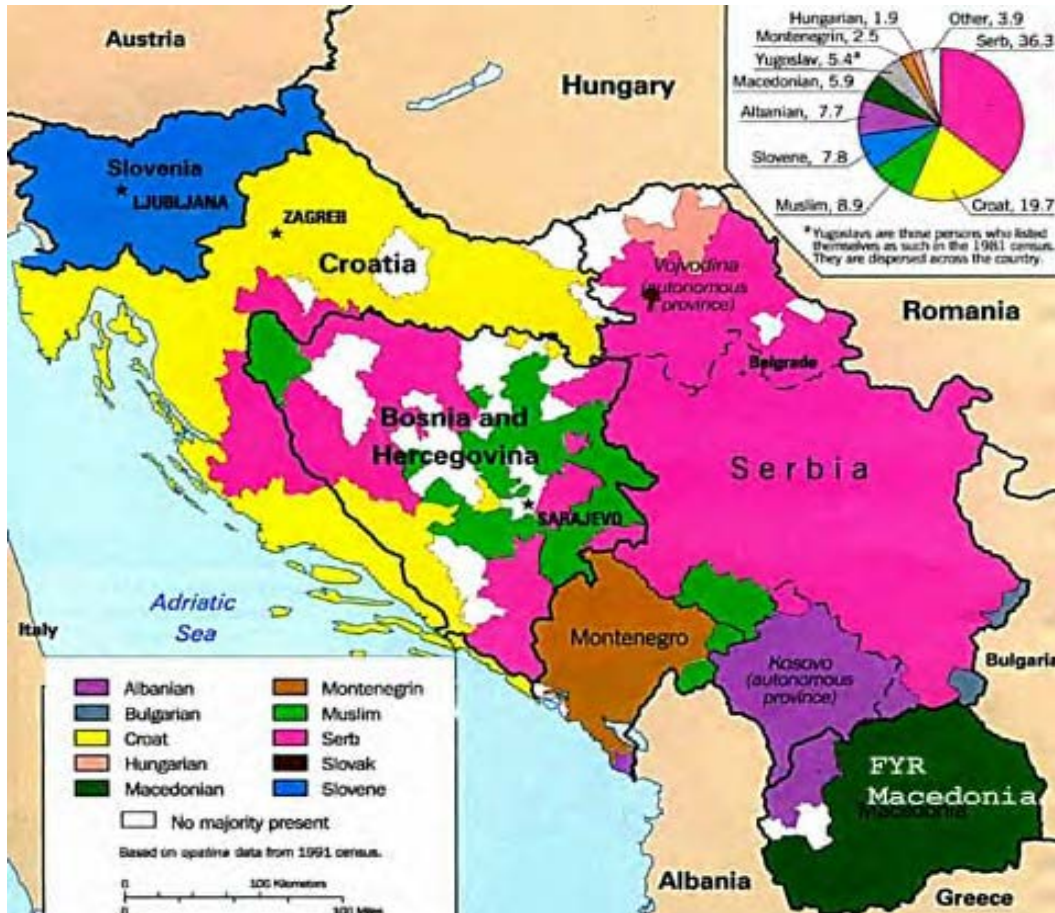 Austria
Hungary
Hungarian, 1.9
Other, 3.9
Montenegrin, 2.5
Serb, 36.3
Yugoslav, 5.4*
Macedonian, 5.9
Albanian, 7.7
Slovene, 7.8
Muslim, 8.9
Croat, 19.7
*Yugoslavs are those persons who listed
themselves as such in the 1981 census.
They are dispersed across the country.
Slovenia
LJUBLJANA
ZAGREB
Croatia
Vojvodina
(autonomous
province)
Romania
Belgrade
Bosnia and
Hercegovina
Serbia
SARAJEVO
Adriatic
Sea
Italy
Montenegro
Kosovo
(autonomous
province)
Bulgaria
FYR
Macedonia
Macedonia
Albania
Greece
Albanian
Bulgarian
Croat
Hungarian
Macedonian
Montenegrin
Muslim
Serb
Slovak
Slovene
No majority present
Based on opstina data from 1991 census.
0 100 Kilometers
0 100 Miles